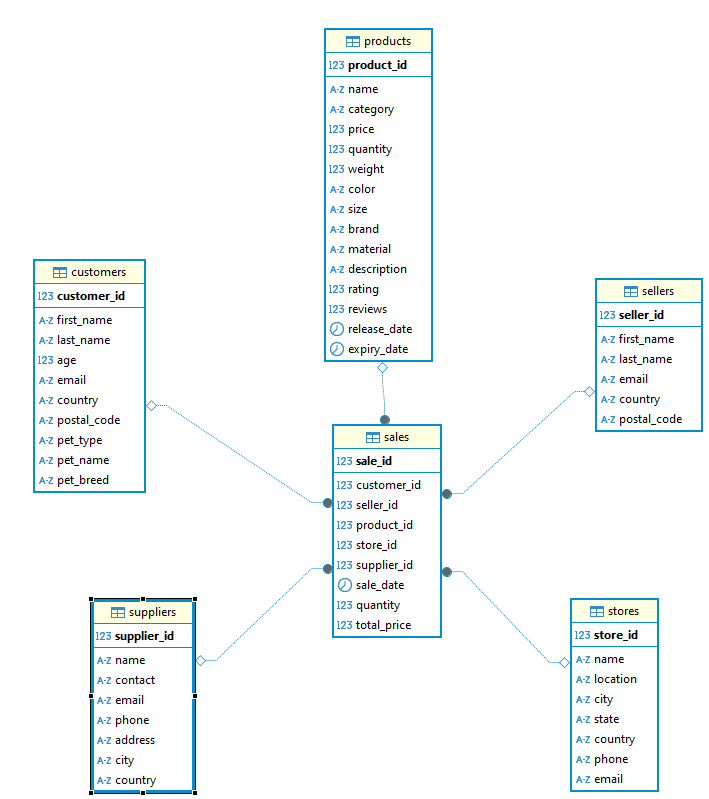 products
123 product_id
A-Z name
A-Z category
123 price
123 quantity
123 weight
A-Z color
A-Z size
A-Z brand
A-Z material
A-Z description
123 rating
123 reviews
release_date
expiry_date
customers
123 customer_id
A-Z first_name
A-Z last_name
123 age
A-Z email
A-Z country
A-Z postal_code
A-Z pet_type
A-Z pet_name
A-Z pet_breed
sellers
123 seller_id
A-Z first_name
A-Z last_name
A-Z email
A-Z country
A-Z postal_code
sales
123 sale_id
123 customer_id
123 seller_id
123 product_id
123 store_id
123 supplier_id
sale_date
123 quantity
123 total_price
suppliers
123 supplier_id
A-Z name
A-Z contact
A-Z email
A-Z phone
A-Z address
A-Z city
A-Z country
stores
123 store_id
A-Z name
A-Z location
A-Z city
A-Z state
A-Z country
A-Z phone
A-Z email